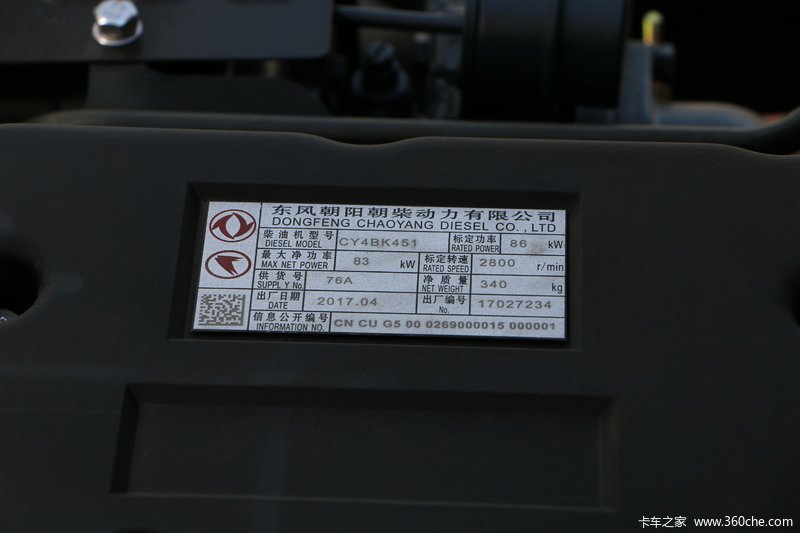 东风朝阳朝柴动力有限公司
DONGFENG CHAOYANG DIESEL CO.,LTD
柴油机型号 CY4BK451 标定功率 86 kW
DIESEL MODEL RATED POWER
最大净功率 83 kW 标定转速 2800 r/min
MAX NET POWER RATED SPEED
供货号 76A 净质量 340 kg
SUPPLY No. NET WEIGHT
出厂日期 2017.04 出厂编号 17027234
DATE No.
信息公开编号 CN CU G5 00 0269000015 000001
INFORMATION NO.
卡车之家 www.360che.com